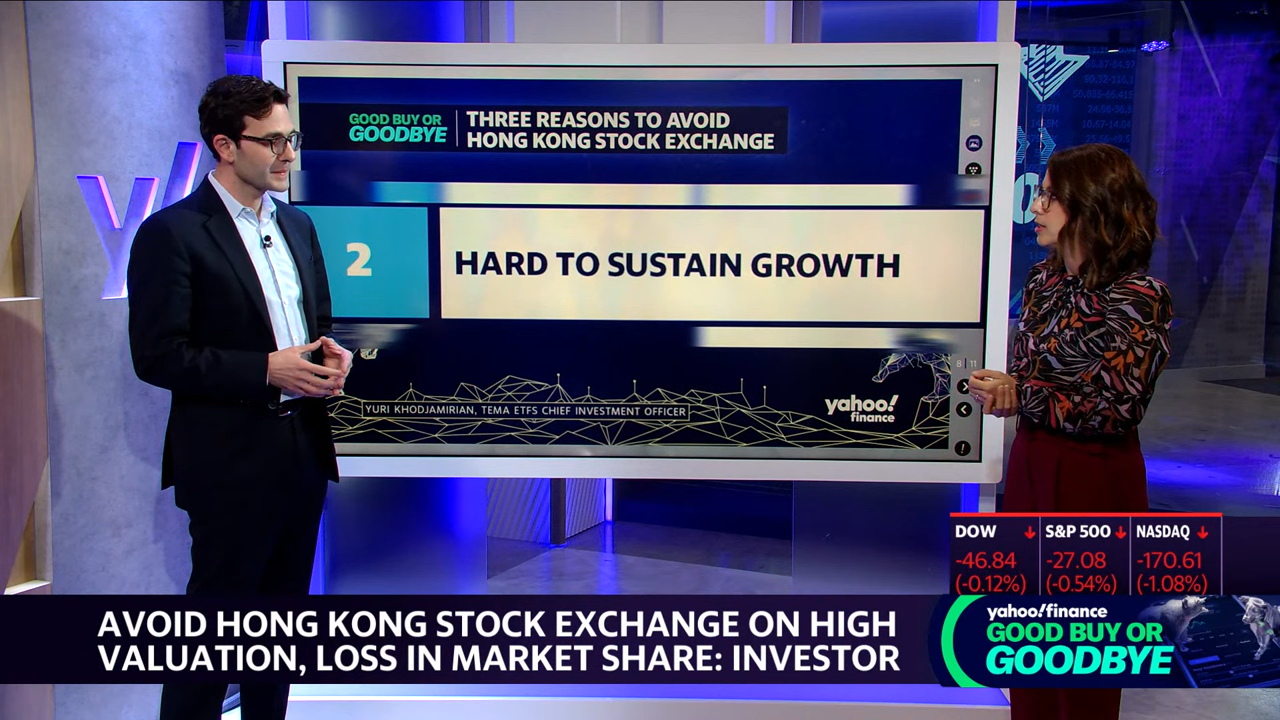 GOOD BUY OR
GOODBYE
THREE REASONS TO AVOID
HONG KONG STOCK EXCHANGE
2
HARD TO SUSTAIN GROWTH
8 | 11
YURI KHODJAMIRIAN, TEMA ETFS CHIEF INVESTMENT OFFICER
yahoo!
finance
DOW
-46.84
(-0.12%)
S&P 500
-27.08
(-0.54%)
NASDAQ
-170.61
(-1.08%)
AVOID HONG KONG STOCK EXCHANGE ON HIGH
VALUATION, LOSS IN MARKET SHARE: INVESTOR
yahoo!finance
GOOD BUY OR
GOODBYE